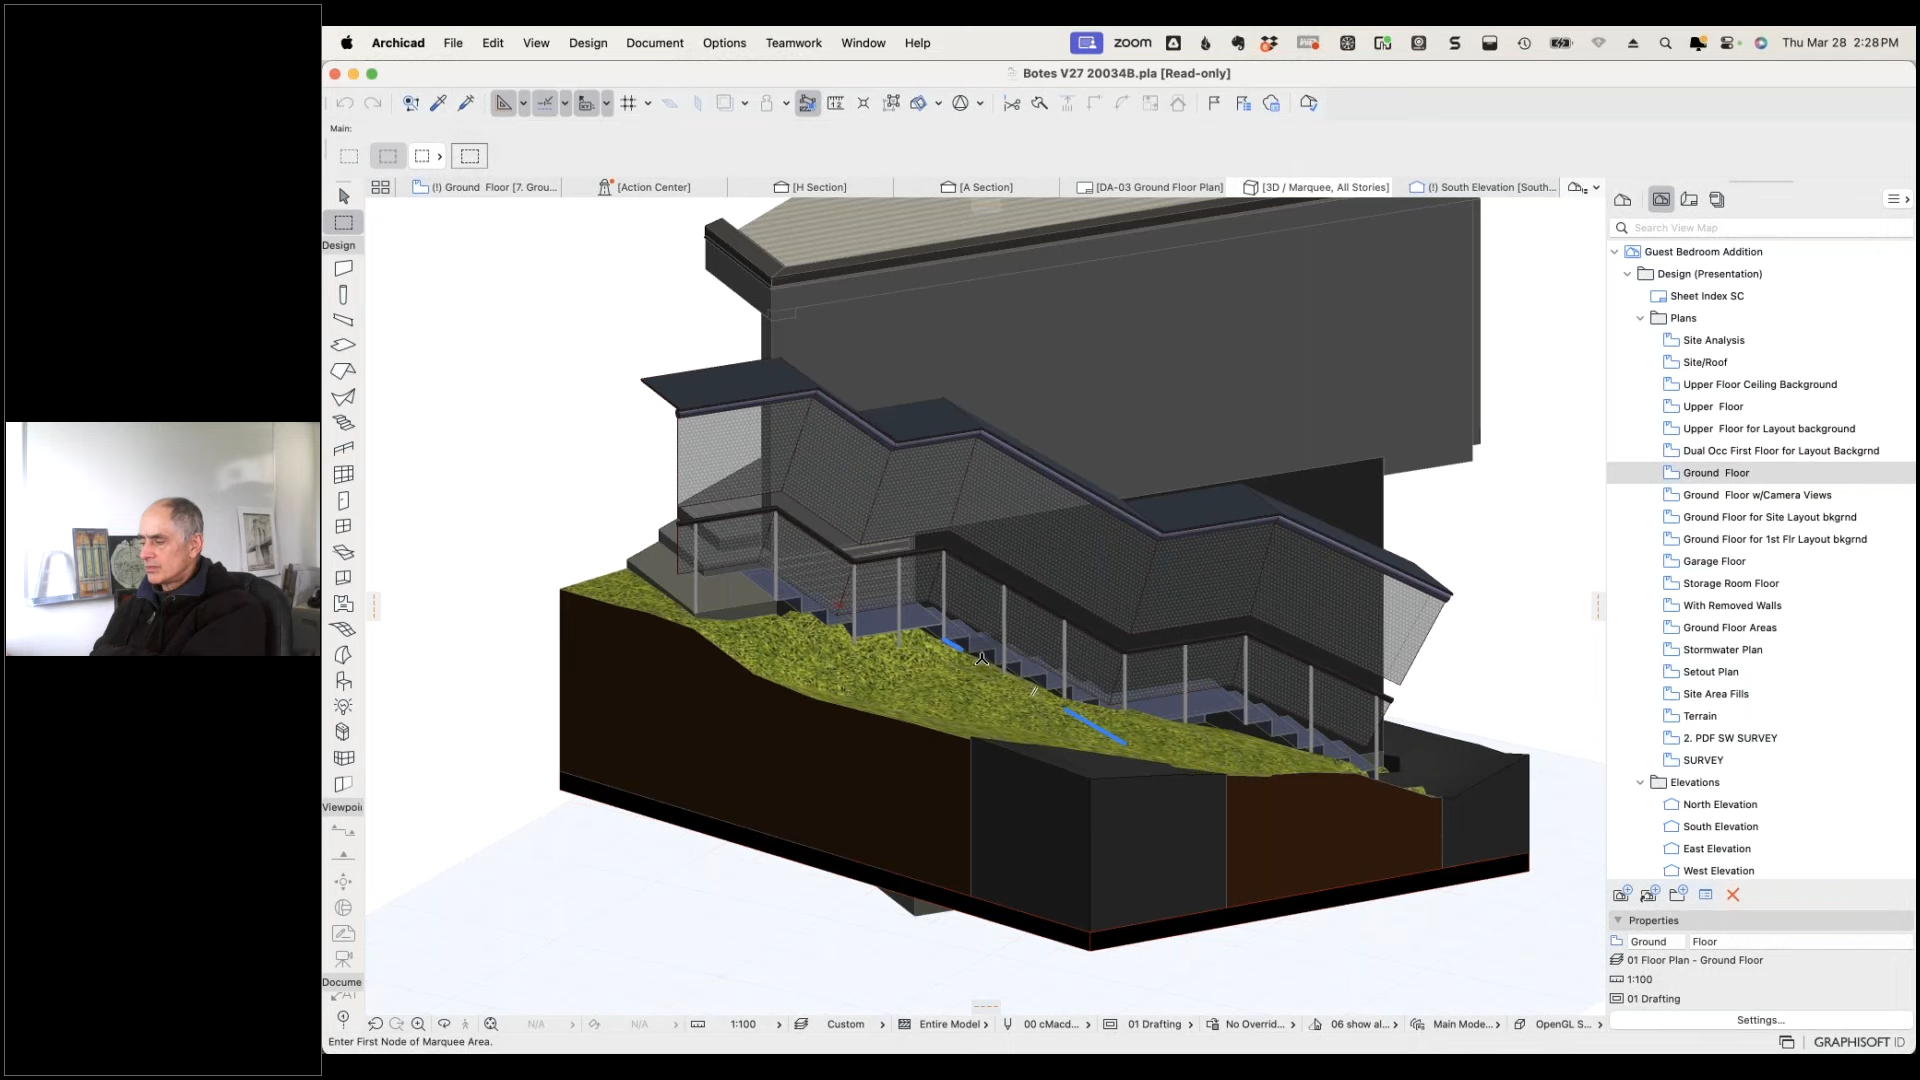 Archicad File Edit View Design Document Options Teamwork Window Help zoom Thu Mar 28 2:28 PM
Botes V27 20034B.pla [Read-only]
Main:
(!) Ground Floor [7. Grou... [Action Center] [H Section] [A Section] [DA-03 Ground Floor Plan] [3D / Marquee, All Stories] (!) South Elevation [South...
Search View Map
Design
Guest Bedroom Addition
Design (Presentation)
Sheet Index SC
Plans
Site Analysis
Site/Roof
Upper Floor Ceiling Background
Upper Floor
Upper Floor for Layout background
Dual Occ First Floor for Layout Backgrnd
Ground Floor
Ground Floor w/Camera Views
Ground Floor for Site Layout bkgrnd
Ground Floor for 1st Flr Layout bkgrnd
Garage Floor
Storage Room Floor
With Removed Walls
Ground Floor Areas
Stormwater Plan
Setout Plan
Site Area Fills
Terrain
2. PDF SW SURVEY
SURVEY
Elevations
North Elevation
South Elevation
East Elevation
West Elevation
Viewpoi
Docume
Properties
Ground Floor
01 Floor Plan - Ground Floor
1:100
01 Drafting
Settings...
N/A N/A 1:100 Custom Entire Model 00 cMacd... 01 Drafting No Overrid... 06 show al... Main Mode... OpenGL S...
Enter First Node of Marquee Area.
GRAPHISOFT ID